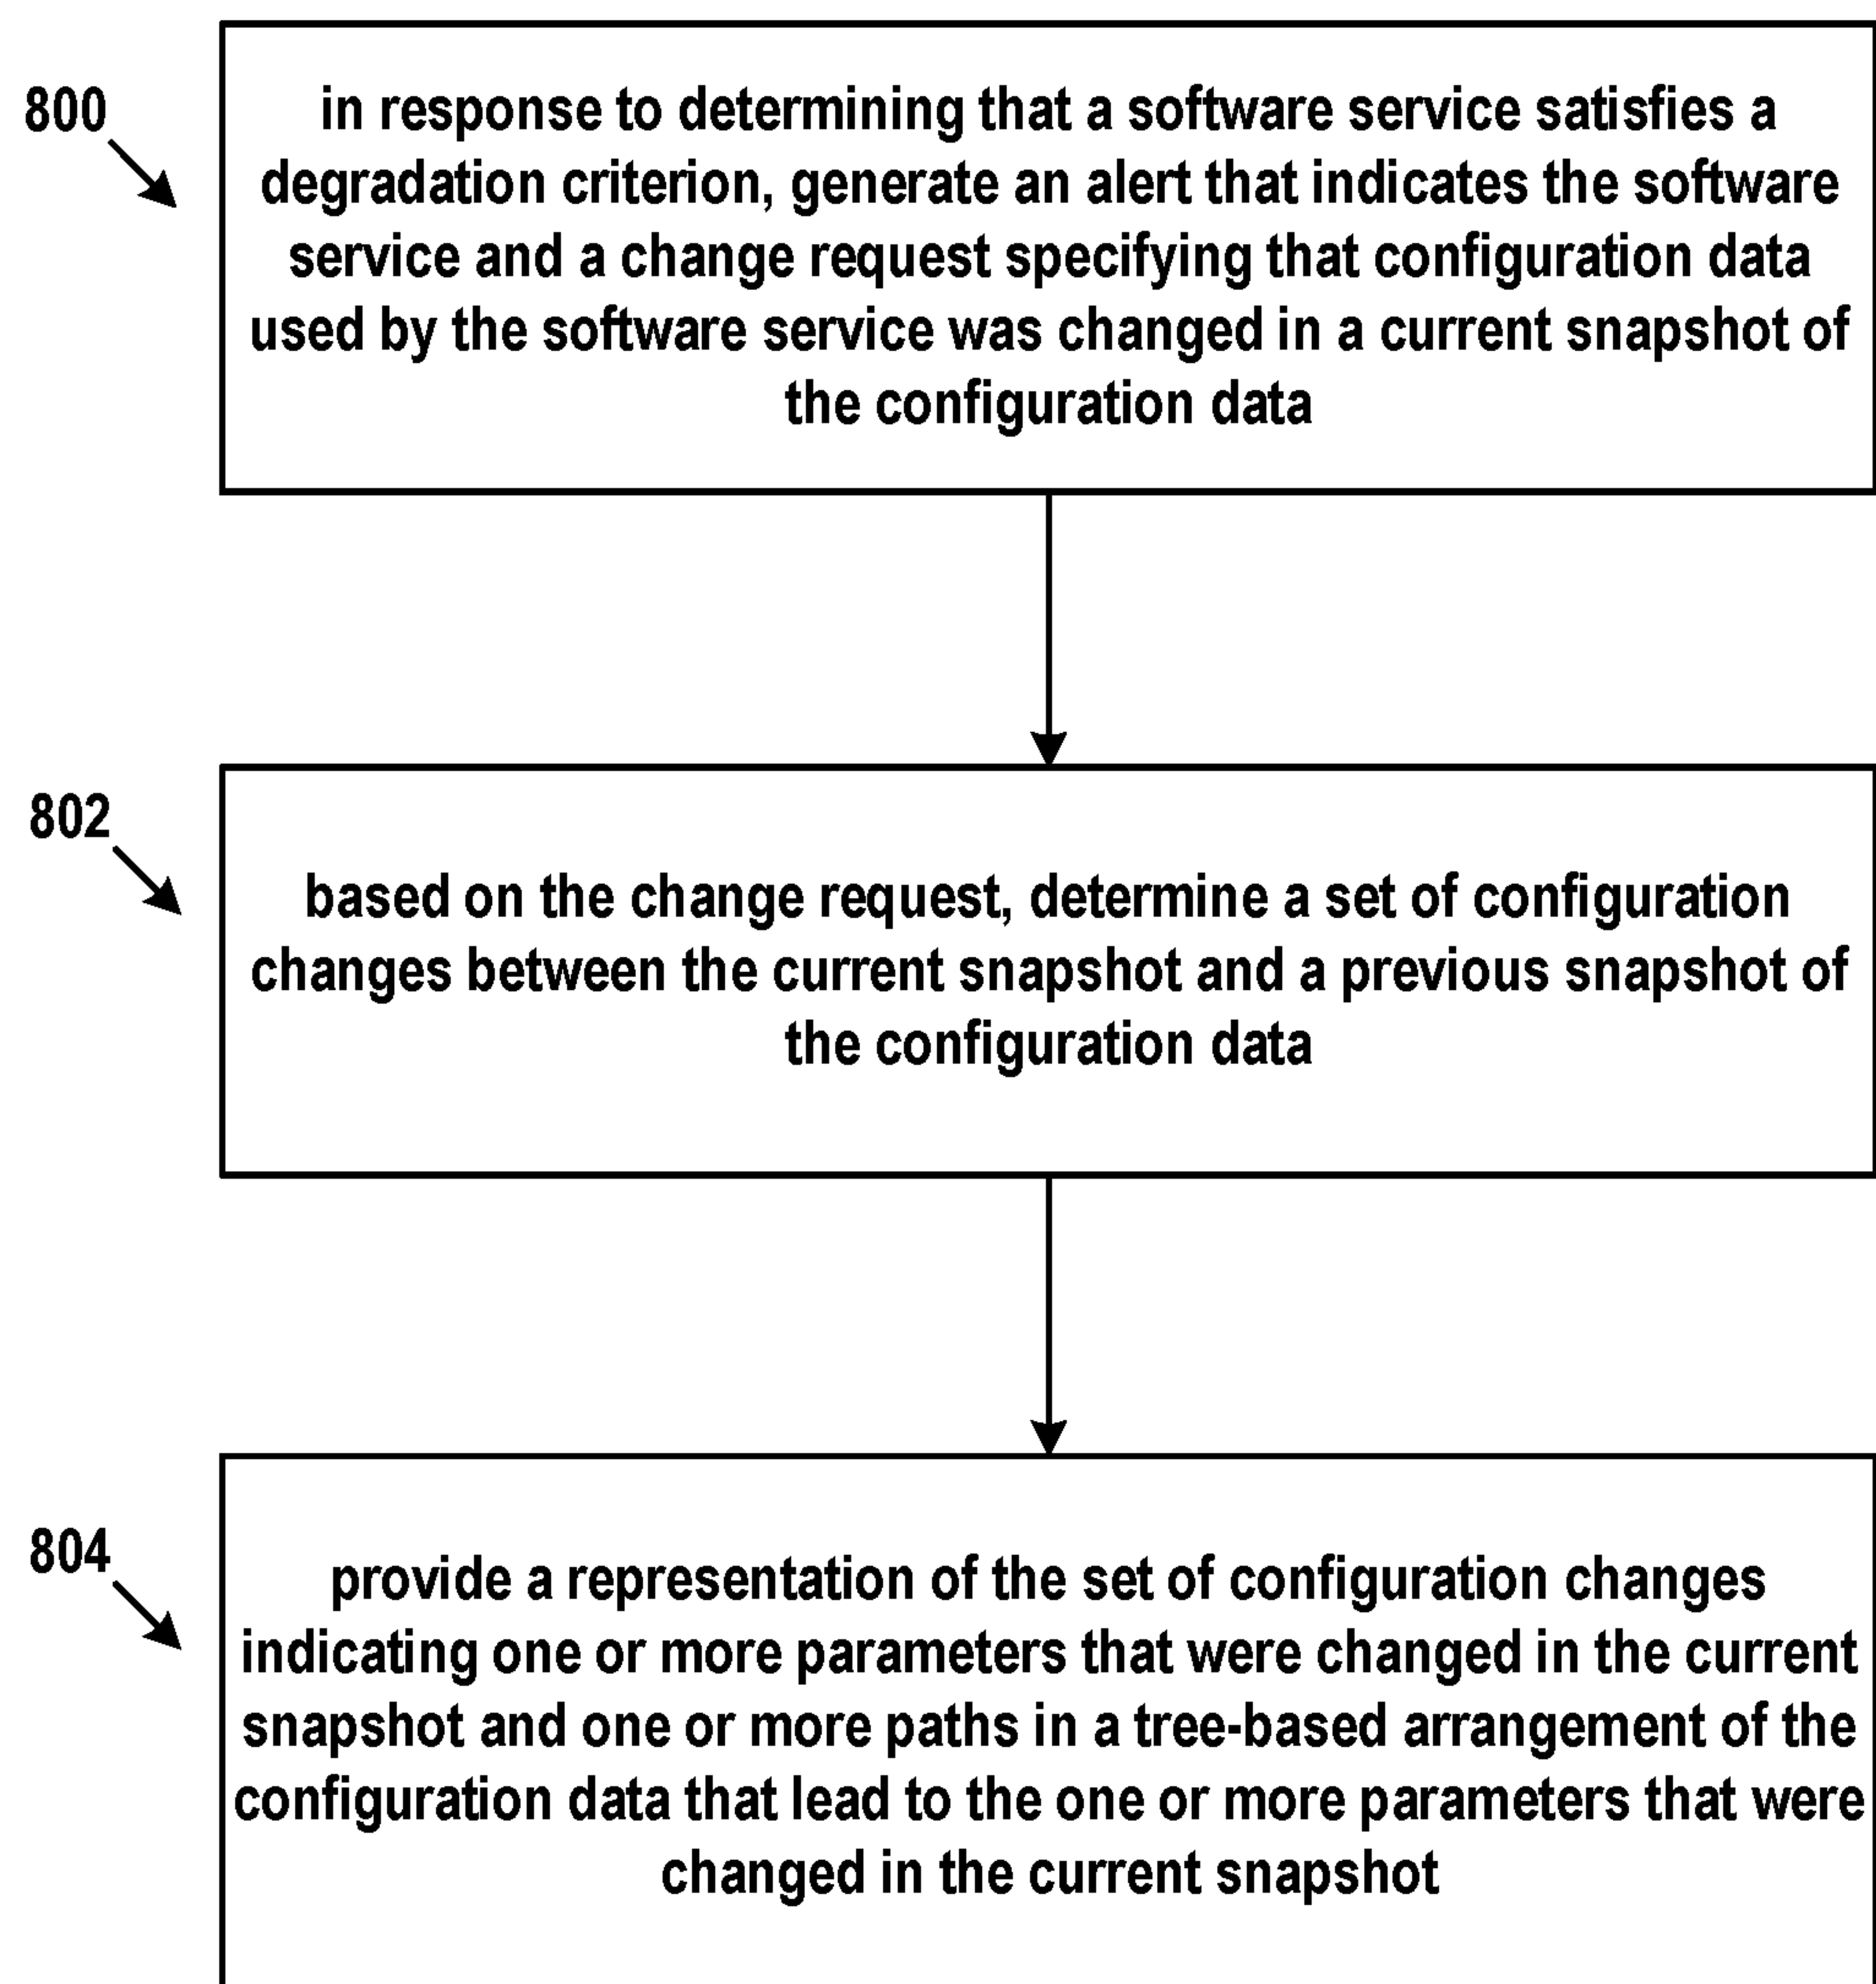 800
in response to determining that a software service satisfies a
degradation criterion, generate an alert that indicates the software
service and a change request specifying that configuration data
used by the software service was changed in a current snapshot of
the configuration data
802
based on the change request, determine a set of configuration
changes between the current snapshot and a previous snapshot of
the configuration data
804
provide a representation of the set of configuration changes
indicating one or more parameters that were changed in the current
snapshot and one or more paths in a tree-based arrangement of the
configuration data that lead to the one or more parameters that were
changed in the current snapshot